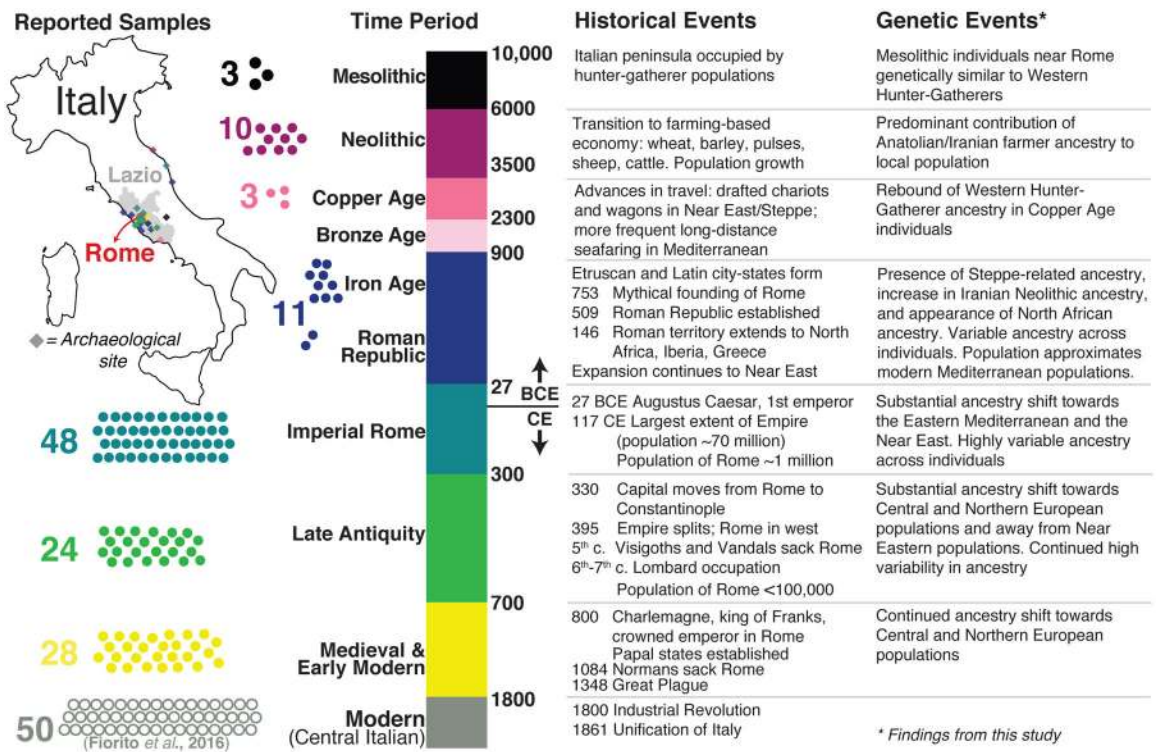 Reported Samples
Time Period
Historical Events
Genetic Events*
Italy
Lazio
Rome
= Archaeological
site
3
10
3
11
48
24
28
50
(Fiorito et al., 2016)
Mesolithic
Neolithic
Copper Age
Bronze Age
Iron Age
Roman
Republic
Imperial Rome
Late Antiquity
Medieval &
Early Modern
Modern
(Central Italian)
10,000
6000
3500
2300
900
27
BCE
CE
300
700
1800
Italian peninsula occupied by
hunter-gatherer populations
Mesolithic individuals near Rome
genetically similar to Western
Hunter-Gatherers
Transition to farming-based
economy: wheat, barley, pulses,
sheep, cattle. Population growth
Predominant contribution of
Anatolian/Iranian farmer ancestry to
local population
Advances in travel: drafted chariots
and wagons in Near East/Steppe;
more frequent long-distance
seafaring in Mediterranean
Rebound of Western Hunter-
Gatherer ancestry in Copper Age
individuals
Etruscan and Latin city-states form
753 Mythical founding of Rome
509 Roman Republic established
146 Roman territory extends to North
Africa, Iberia, Greece
Expansion continues to Near East
Presence of Steppe-related ancestry,
increase in Iranian Neolithic ancestry,
and appearance of North African
ancestry. Variable ancestry across
individuals. Population approximates
modern Mediterranean populations.
27 BCE Augustus Caesar, 1st emperor
117 CE Largest extent of Empire
(population ~70 million)
Population of Rome ~1 million
Substantial ancestry shift towards
the Eastern Mediterranean and the
Near East. Highly variable ancestry
across individuals
330 Capital moves from Rome to
Constantinople
395 Empire splits; Rome in west
5th c. Visigoths and Vandals sack Rome
6th-7th c. Lombard occupation
Population of Rome <100,000
Substantial ancestry shift towards
Central and Northern European
populations and away from Near
Eastern populations. Continued high
variability in ancestry
800 Charlemagne, king of Franks,
crowned emperor in Rome
Papal states established
1084 Normans sack Rome
1348 Great Plague
Continued ancestry shift towards
Central and Northern European
populations
1800 Industrial Revolution
1861 Unification of Italy
* Findings from this study